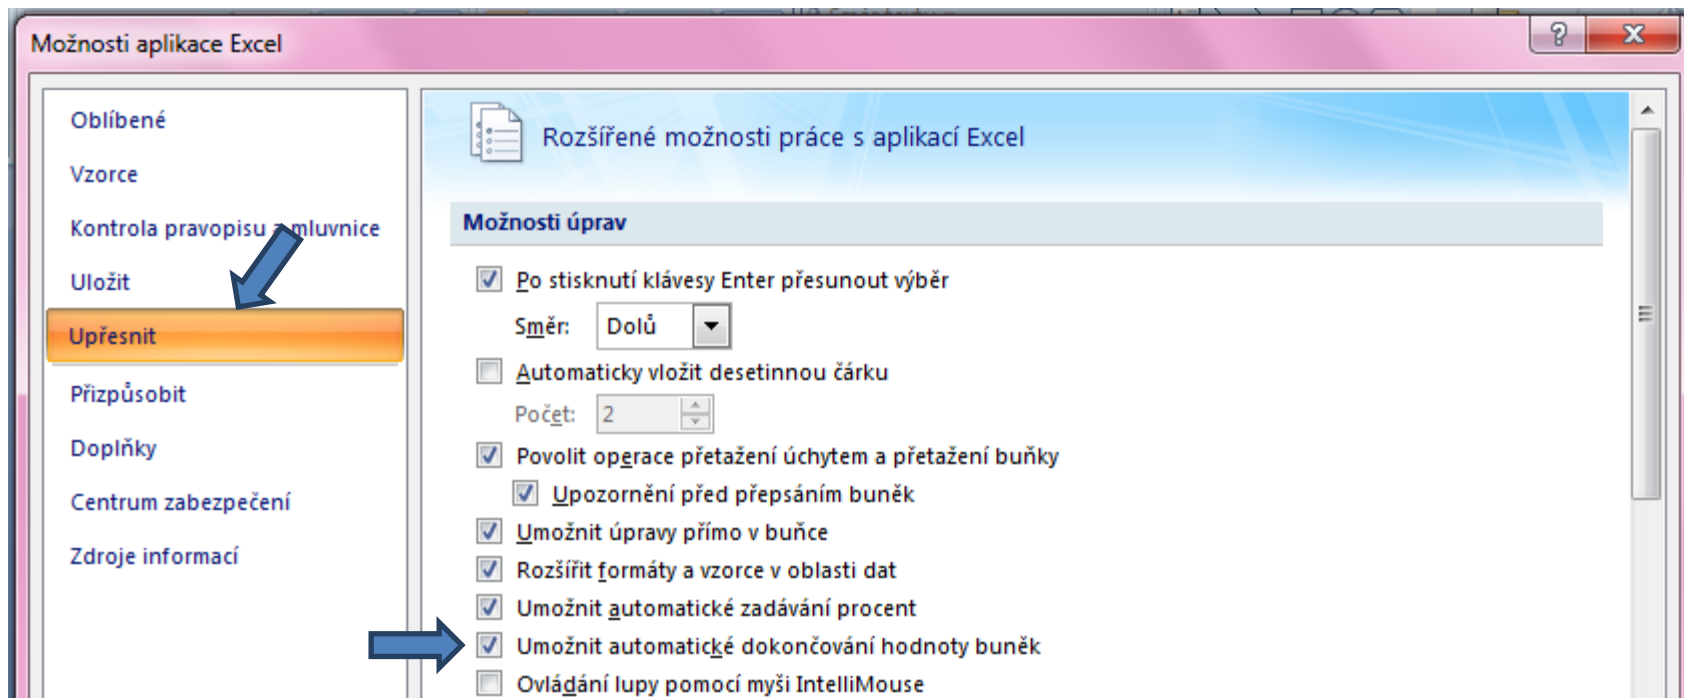 Možnosti aplikace Excel
Oblíbené
Vzorce
Kontrola pravopisu a mluvnice
Uložit
Upřesnit
Přizpůsobit
Doplňky
Centrum zabezpečení
Zdroje informací
Rozšířené možnosti práce s aplikací Excel
Možnosti úprav
Po stisknutí klávesy Enter přesunout výběr
Směr: Dolů
Automaticky vložit desetinnou čárku
Počet: 2
Povolit operace přetažení úchytem a přetažení buňky
Upozornění před přepsáním buněk
Umožnit úpravy přímo v buňce
Rozšířit formáty a vzorce v oblasti dat
Umožnit automatické zadávání procent
Umožnit automatické dokončování hodnoty buněk
Ovládání lupy pomocí myši IntelliMouse